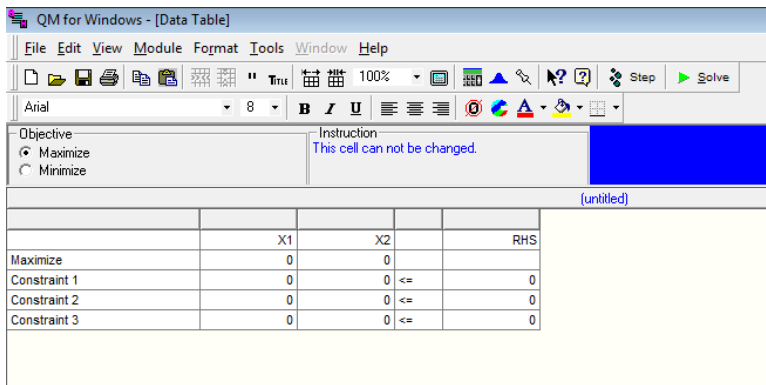 QM for Windows - [Data Table]
File Edit View Module Format Tools Window Help
" TITLE 100% Step Solve
Arial 8 B I U A
Objective Instruction
Maximize This cell can not be changed.
Minimize
(untitled)
X1 X2 RHS
Maximize 0 0
Constraint 1 0 0 <= 0
Constraint 2 0 0 <= 0
Constraint 3 0 0 <= 0